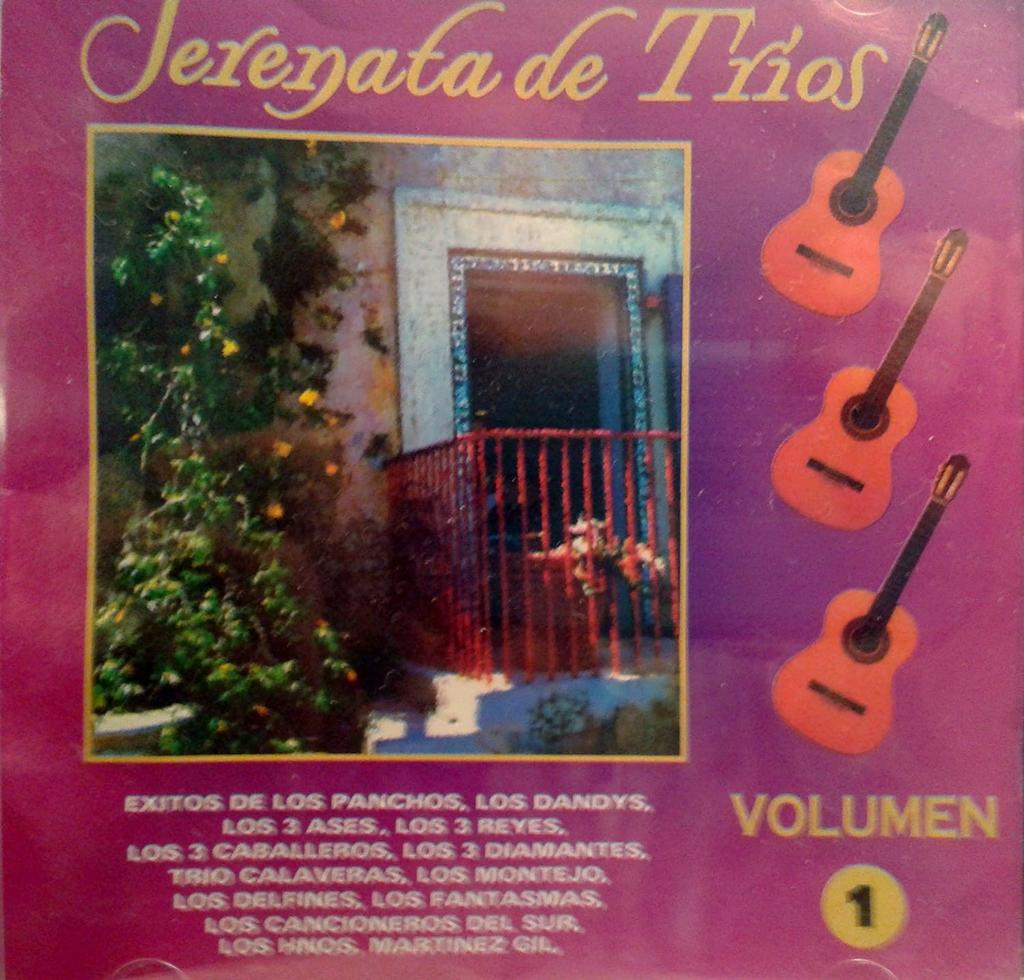 Serenata de Tríos
EXITOS DE LOS PANCHOS, LOS DANDYS,
LOS 3 ASES, LOS 3 REYES,
LOS 3 CABALLEROS, LOS 3 DIAMANTES,
TRIO CALAVERAS, LOS MONTEJO,
LOS DELFINES, LOS FANTASMAS,
LOS CANCIONEROS DEL SUR,
LOS HNOS. MARTINEZ GIL.
VOLUMEN
1